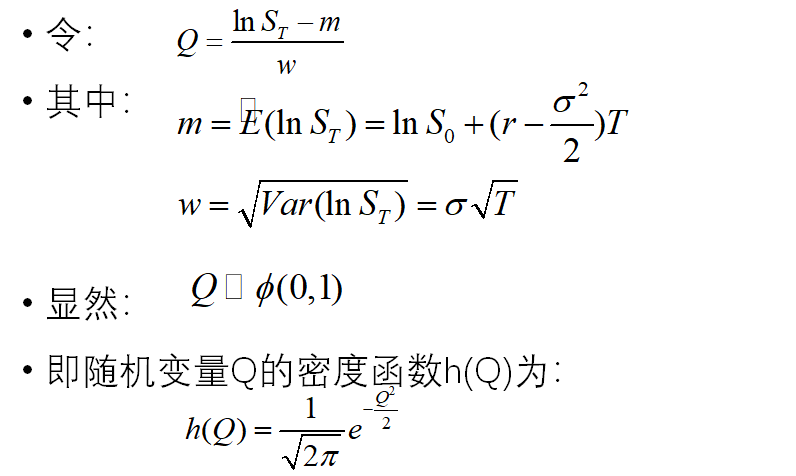 • 令： Q = (ln S_T − m) / w
• 其中： m = Ê(ln S_T) = ln S_0 + (r − σ²/2)T
w = √Var(ln S_T) = σ√T
• 显然： Q □ ϕ(0,1)
• 即随机变量Q的密度函数h(Q)为：
h(Q) = 1/√(2π) e^(−Q²/2)